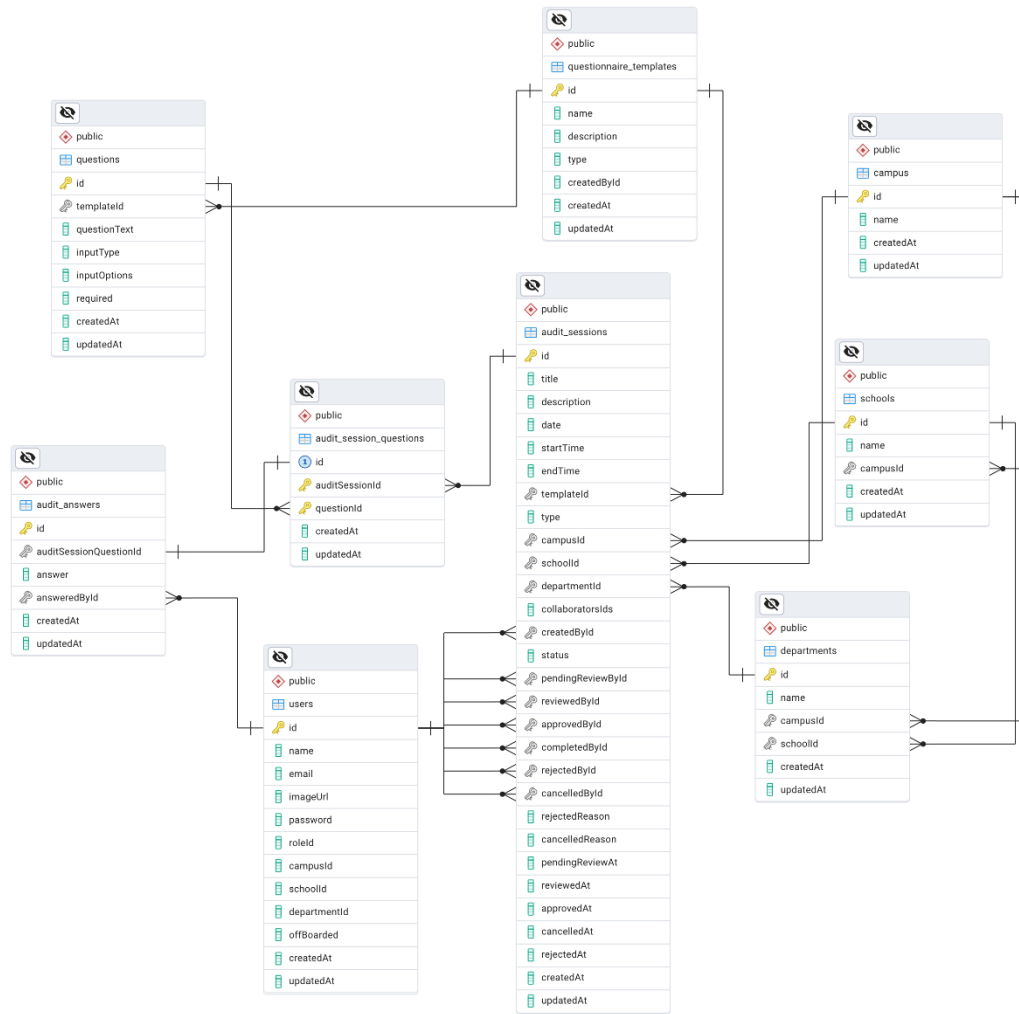 public
questionnaire_templates
id
name
description
type
createdById
createdAt
updatedAt
public
questions
id
templateId
questionText
inputType
inputOptions
required
createdAt
updatedAt
public
campus
id
name
createdAt
updatedAt
public
audit_sessions
id
title
description
date
startTime
endTime
templateId
type
campusId
schoolId
departmentId
collaboratorsIds
createdById
status
pendingReviewById
reviewedById
approvedById
completedById
rejectedById
cancelledById
rejectedReason
cancelledReason
pendingReviewAt
reviewedAt
approvedAt
cancelledAt
rejectedAt
createdAt
updatedAt
public
schools
id
name
campusId
createdAt
updatedAt
public
audit_session_questions
1 id
auditSessionId
questionId
createdAt
updatedAt
public
audit_answers
id
auditSessionQuestionId
answer
answeredById
createdAt
updatedAt
public
departments
id
name
campusId
schoolId
createdAt
updatedAt
public
users
id
name
email
imageUrl
password
roleId
campusId
schoolId
departmentId
offBoarded
createdAt
updatedAt